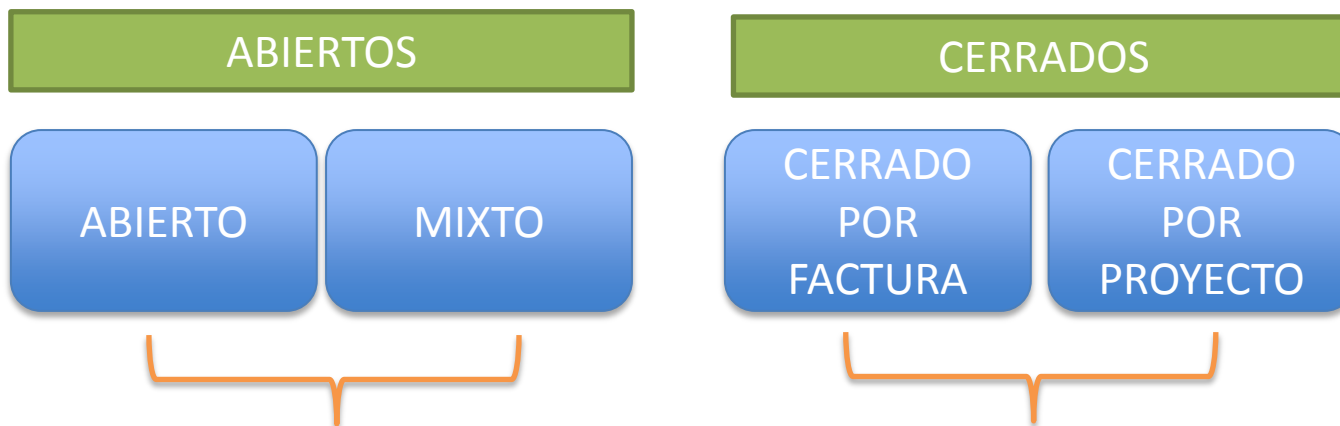 ABIERTOS
CERRADOS
ABIERTO
MIXTO
CERRADO
POR
FACTURA
CERRADO
POR
PROYECTO